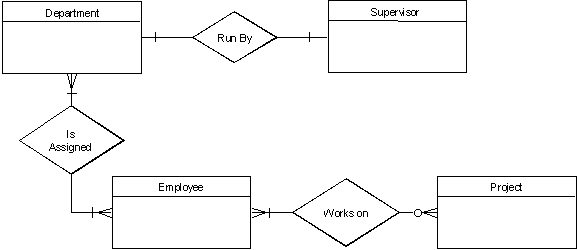 Department
Supervisor
Run By
Is
Assigned
Employee
Works on
Project